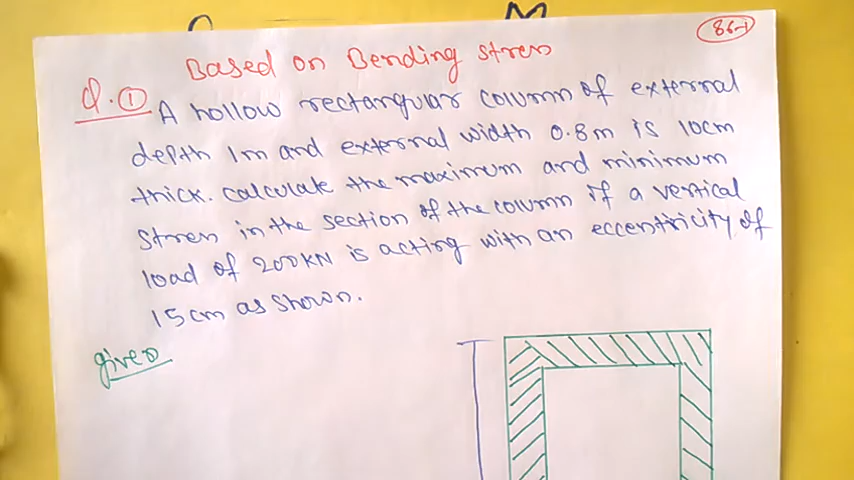 86-1
Based on Bending stress
Q.① A hollow rectangular column of external
depth 1m and external width 0.8m is 10cm
thick. calculate the maximum and minimum
stress in the section of the column if a vertical
load of 200KN is acting with an eccentricity of
15cm as shown.
given